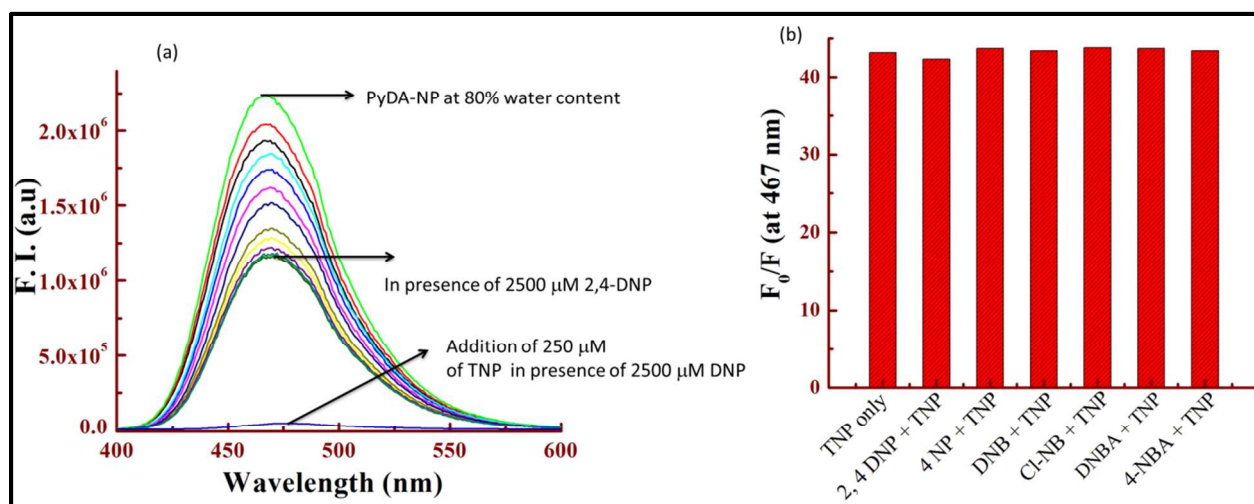 (a)
PyDA-NP at 80% water content
In presence of 2500 µM 2,4-DNP
Addition of 250 µM
of TNP in presence of 2500 µM DNP
F. I. (a.u)
2.0x10⁶
1.5x10⁶
1.0x10⁶
5.0x10⁵
0.0
400
450
500
550
600
Wavelength (nm)
(b)
F₀/F (at 467 nm)
40
30
20
10
0
TNP only
2, 4 DNP + TNP
4 NP + TNP
DNB + TNP
Cl-NB + TNP
DNBA + TNP
4-NBA + TNP